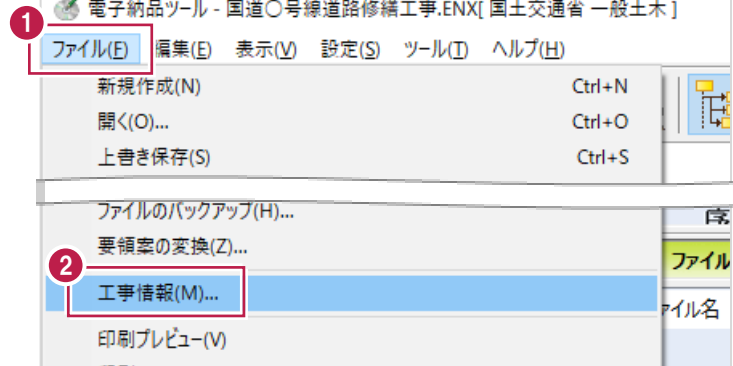 電子納品ツール - 国道〇号線道路修繕工事.ENX[ 国土交通省 一般土木 ]
1
ファイル(F) 編集(E) 表示(V) 設定(S) ツール(T) ヘルプ(H)
新規作成(N) Ctrl+N
開く(O)... Ctrl+O
上書き保存(S) Ctrl+S
ファイルのバックアップ(H)...
要領案の変換(Z)...
ファイル
2
工事情報(M)...
ァイル名
印刷プレビュー(V)